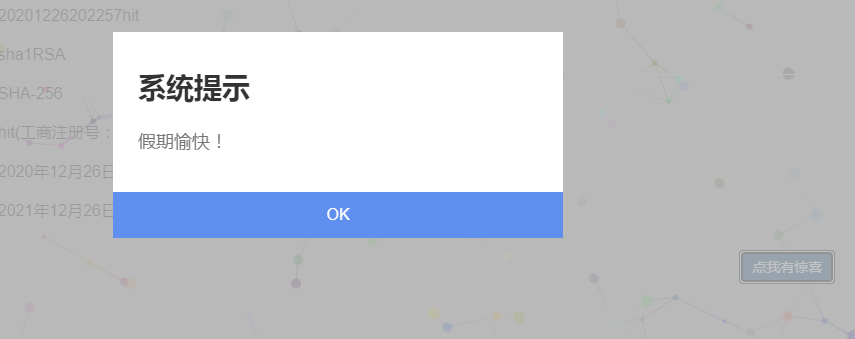 20201226202257hit
sha1RSA
SHA-256
hit(工商注册号：
2020年12月26日
2021年12月26日
系统提示
假期愉快！
OK
点我有惊喜